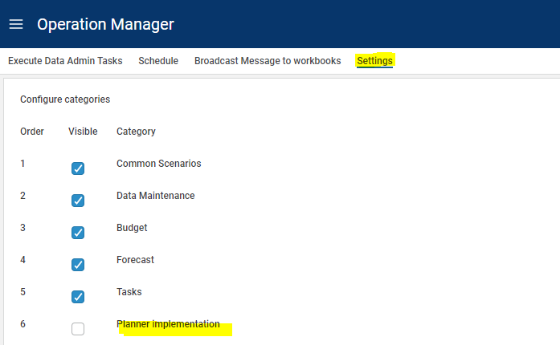 Operation Manager
Execute Data Admin Tasks Schedule Broadcast Message to workbooks Settings
Configure categories
Order Visible Category
1 Common Scenarios
2 Data Maintenance
3 Budget
4 Forecast
5 Tasks
6 Planner implementation